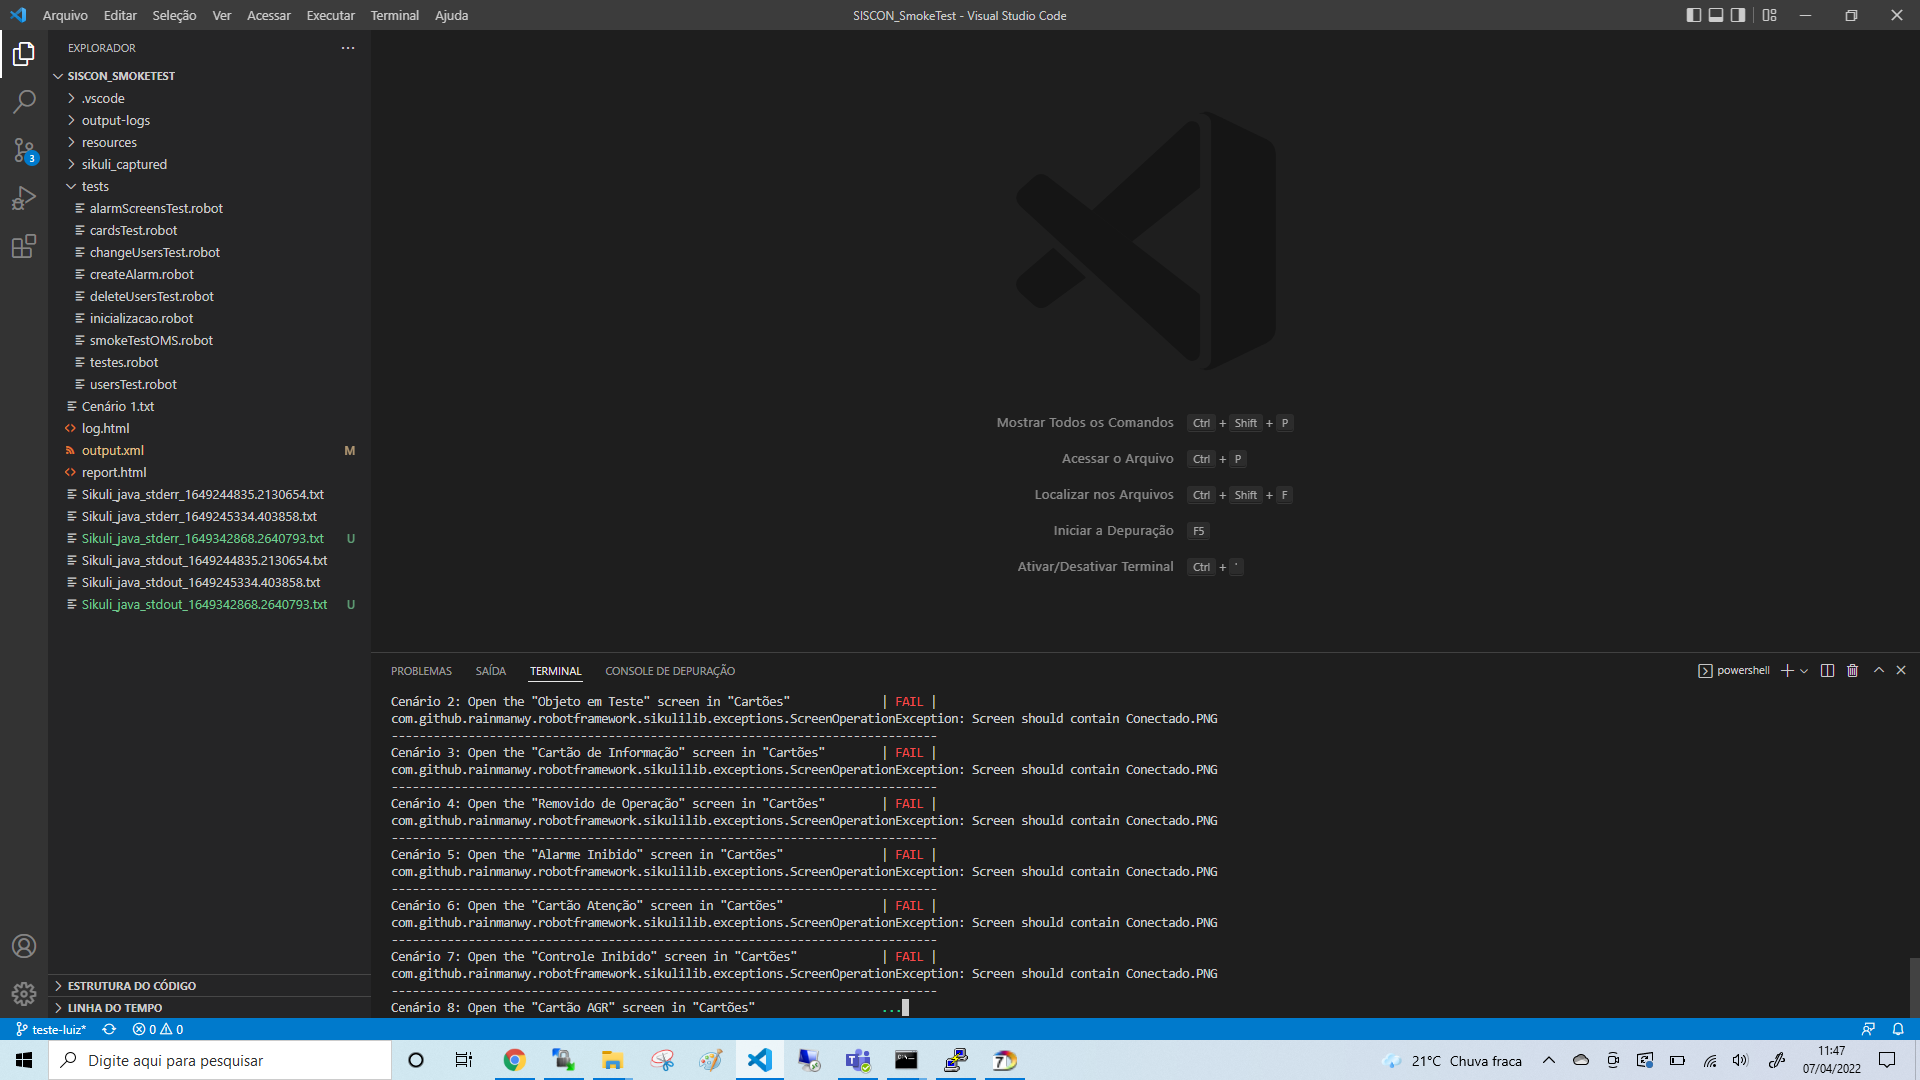 Arquivo Editar Seleção Ver Acessar Executar Terminal Ajuda
SISCON_SmokeTest - Visual Studio Code
EXPLORADOR
SISCON_SMOKETEST
.vscode
output-logs
resources
sikuli_captured
tests
alarmScreensTest.robot
cardsTest.robot
changeUsersTest.robot
createAlarm.robot
deleteUsersTest.robot
inicializacao.robot
smokeTestOMS.robot
testes.robot
usersTest.robot
Cenário 1.txt
log.html
output.xml M
report.html
Sikuli_java_stderr_1649244835.2130654.txt
Sikuli_java_stderr_1649245334.403858.txt
Sikuli_java_stderr_1649342868.2640793.txt U
Sikuli_java_stdout_1649244835.2130654.txt
Sikuli_java_stdout_1649245334.403858.txt
Sikuli_java_stdout_1649342868.2640793.txt U
ESTRUTURA DO CÓDIGO
LINHA DO TEMPO
3
Mostrar Todos os Comandos Ctrl + Shift + P
Acessar o Arquivo Ctrl + P
Localizar nos Arquivos Ctrl + Shift + F
Iniciar a Depuração F5
Ativar/Desativar Terminal Ctrl + '
PROBLEMAS SAÍDA TERMINAL CONSOLE DE DEPURAÇÃO
powershell
Cenário 2: Open the "Objeto em Teste" screen in "Cartões" | FAIL |
com.github.rainmanwy.robotframework.sikulilib.exceptions.ScreenOperationException: Screen should contain Conectado.PNG
------------------------------------------------------------------------------
Cenário 3: Open the "Cartão de Informação" screen in "Cartões" | FAIL |
com.github.rainmanwy.robotframework.sikulilib.exceptions.ScreenOperationException: Screen should contain Conectado.PNG
------------------------------------------------------------------------------
Cenário 4: Open the "Removido de Operação" screen in "Cartões" | FAIL |
com.github.rainmanwy.robotframework.sikulilib.exceptions.ScreenOperationException: Screen should contain Conectado.PNG
------------------------------------------------------------------------------
Cenário 5: Open the "Alarme Inibido" screen in "Cartões" | FAIL |
com.github.rainmanwy.robotframework.sikulilib.exceptions.ScreenOperationException: Screen should contain Conectado.PNG
------------------------------------------------------------------------------
Cenário 6: Open the "Cartão Atenção" screen in "Cartões" | FAIL |
com.github.rainmanwy.robotframework.sikulilib.exceptions.ScreenOperationException: Screen should contain Conectado.PNG
------------------------------------------------------------------------------
Cenário 7: Open the "Controle Inibido" screen in "Cartões" | FAIL |
com.github.rainmanwy.robotframework.sikulilib.exceptions.ScreenOperationException: Screen should contain Conectado.PNG
------------------------------------------------------------------------------
Cenário 8: Open the "Cartão AGR" screen in "Cartões" ...
teste-luiz* 0 0
Digite aqui para pesquisar
21°C Chuva fraca
11:47
07/04/2022